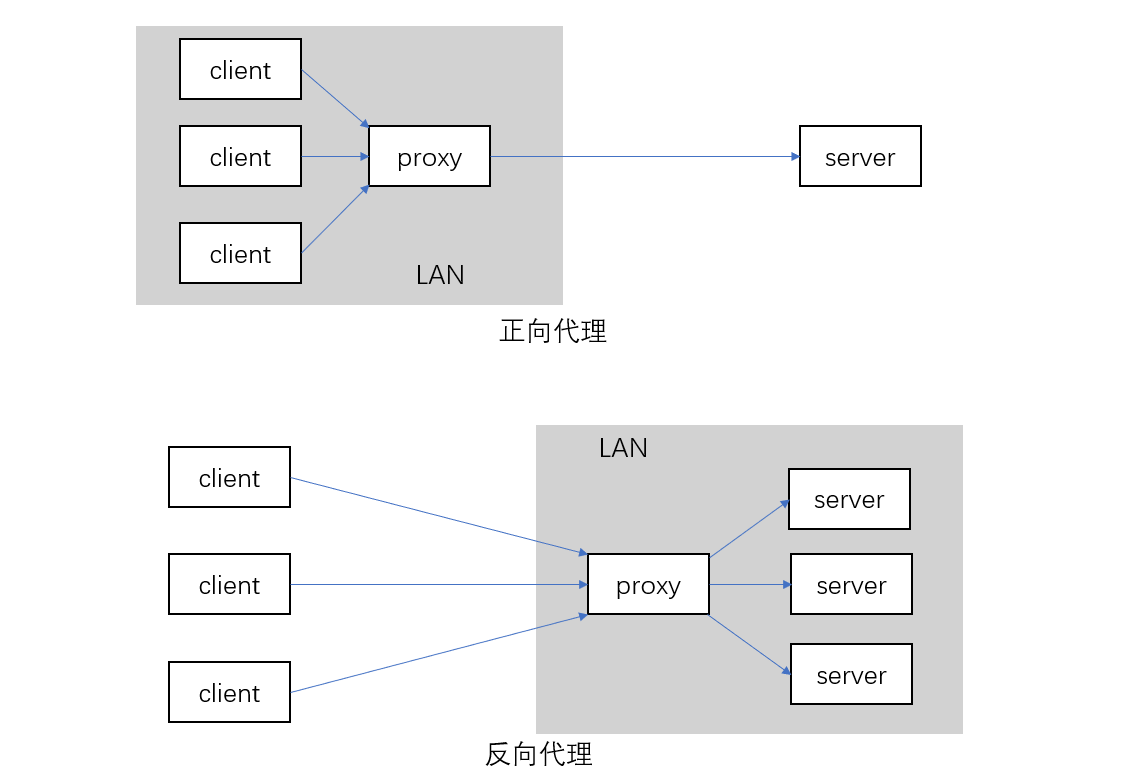 client
client
proxy
server
client
LAN
正向代理
LAN
client
server
client
proxy
server
server
client
反向代理